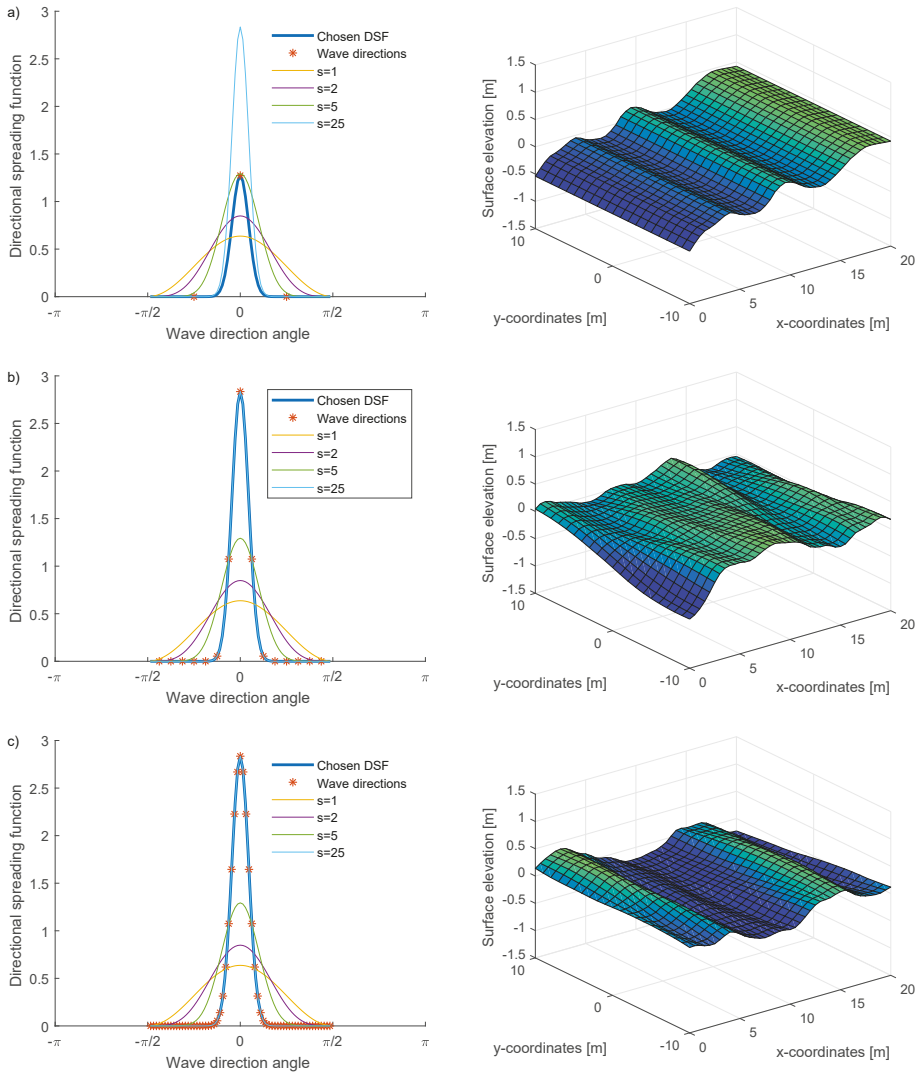 a)
3
2.5
2
1.5
1
0.5
0
Directional spreading function
-π
-π/2
0
π/2
π
Wave direction angle
Chosen DSF
Wave directions
s=1
s=2
s=5
s=25
1.5
1
0.5
0
-0.5
-1
-1.5
Surface elevation [m]
10
0
-10
y-coordinates [m]
0
5
10
15
20
x-coordinates [m]
b)
3
2.5
2
1.5
1
0.5
0
Directional spreading function
-π
-π/2
0
π/2
π
Wave direction angle
Chosen DSF
Wave directions
s=1
s=2
s=5
s=25
1.5
1
0.5
0
-0.5
-1
-1.5
Surface elevation [m]
10
0
-10
y-coordinates [m]
0
5
10
15
20
x-coordinates [m]
c)
3
2.5
2
1.5
1
0.5
0
Directional spreading function
-π
-π/2
0
π/2
π
Wave direction angle
Chosen DSF
Wave directions
s=1
s=2
s=5
s=25
1.5
1
0.5
0
-0.5
-1
-1.5
Surface elevation [m]
10
0
-10
y-coordinates [m]
0
5
10
15
20
x-coordinates [m]